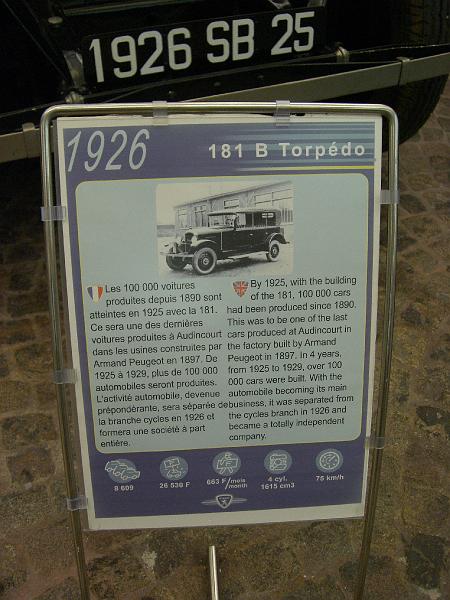 1926 SB 25
1926
181 B Torpédo
Les 100 000 voitures
produites depuis 1890 sont
atteintes en 1925 avec la 181.
Ce sera une des dernières
voitures produites à Audincourt
dans les usines construites par
Armand Peugeot en 1897. De
1925 à 1929, plus de 100 000
automobiles seront produites.
L'activité automobile, devenue
prépondérante, sera séparée de
la branche cycles en 1926 et
formera une société à part
entière.
By 1925, with the building
of the 181, 100 000 cars
had been produced since 1890.
This was to be one of the last
cars produced at Audincourt in
the factory built by Armand
Peugeot in 1897. In 4 years,
from 1925 to 1929, over 100
000 cars were built. With the
automobile becoming its main
business, it was separated from
the cycles branch in 1926 and
became a totally independent
company.
8 609
26 530 F
663 F/mois
/month
4 cyl.
1615 cm3
75 km/h